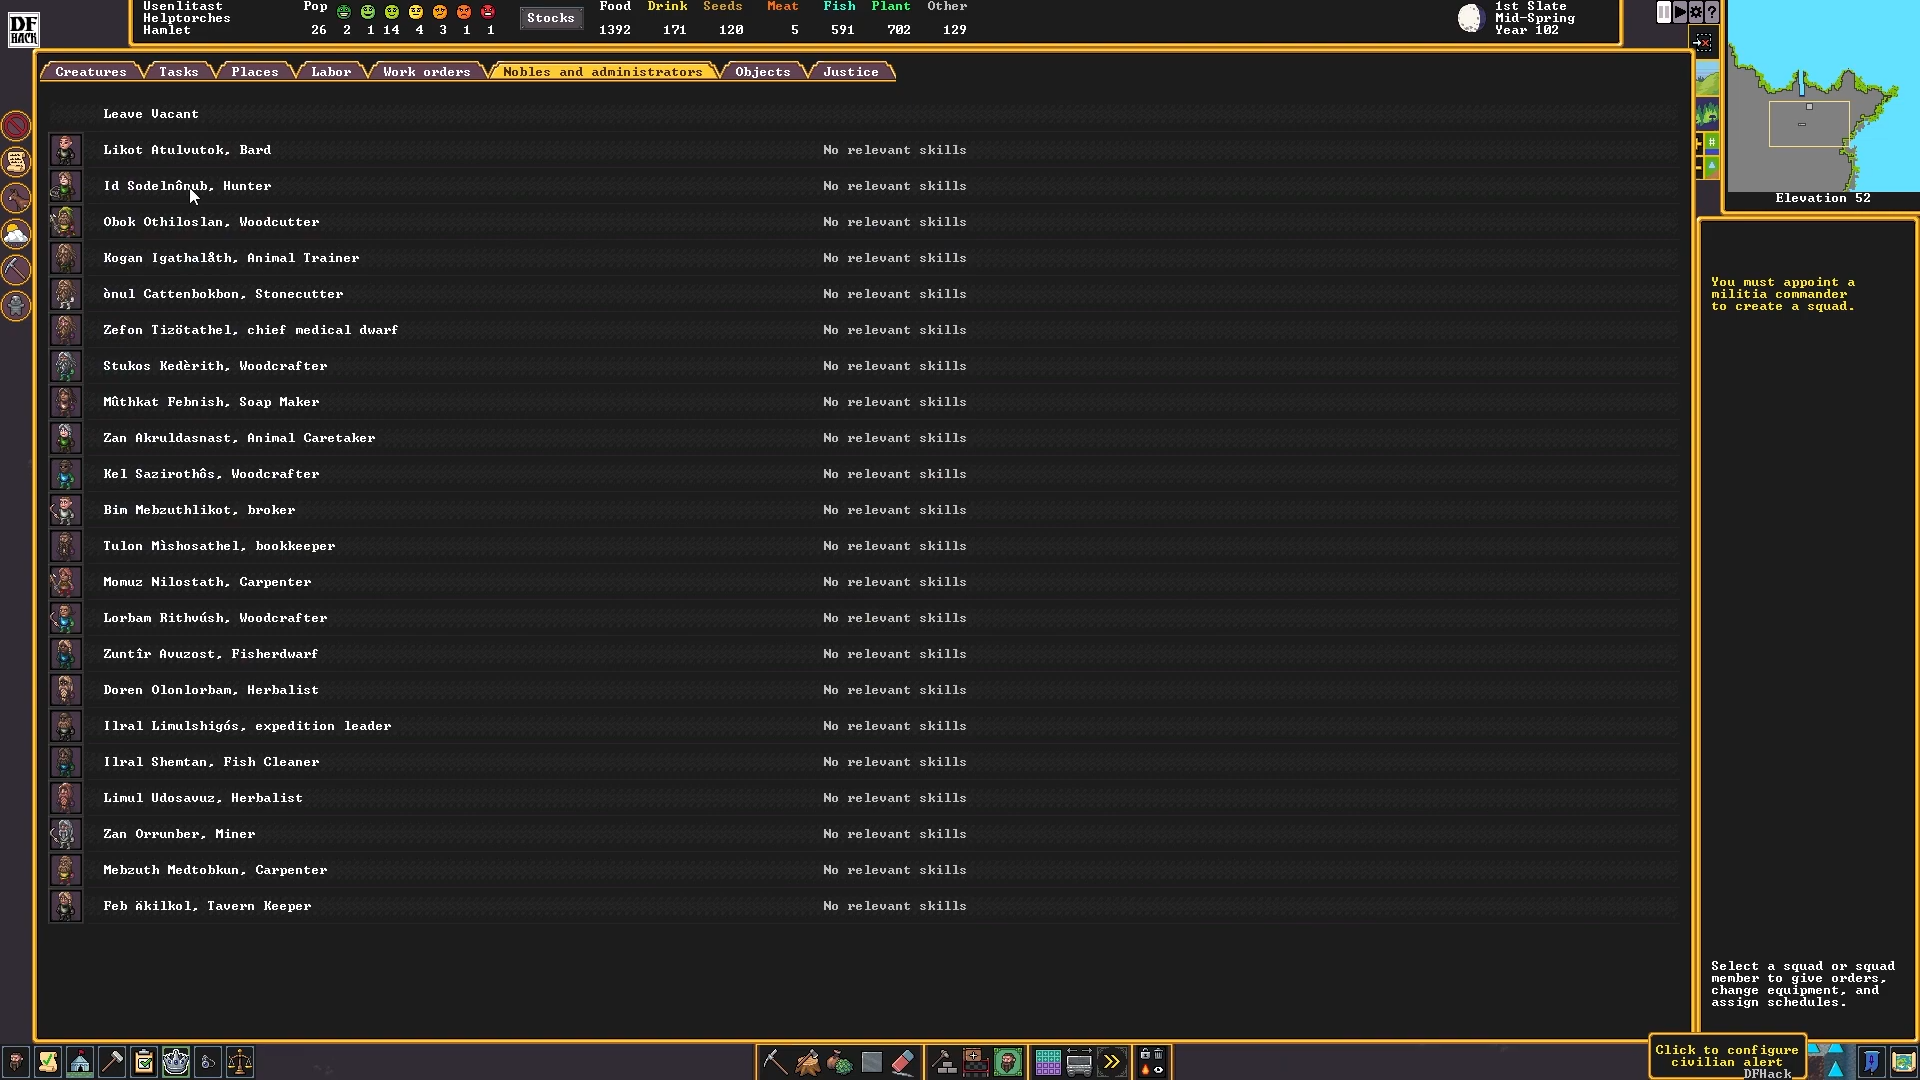 DF
HACK
Usenlitast
Helptorches
Hamlet
Pop
26 2 1 14 4 3 1 1
Stocks
Food Drink Seeds Meat Fish Plant Other
1392 171 120 5 591 702 129
1st Slate
Mid-Spring
Year 102
Creatures Tasks Places Labor Work orders Nobles and administrators Objects Justice
Leave Vacant
Likot Atulvutok, Bard No relevant skills
Id Sodelnônub, Hunter No relevant skills
Obok Othiloslan, Woodcutter No relevant skills
Kogan Igathalåth, Animal Trainer No relevant skills
ònul Cattenbokbon, Stonecutter No relevant skills
Zefon Tizötathel, chief medical dwarf No relevant skills
Stukos Kedèrith, Woodcrafter No relevant skills
Mûthkat Febnish, Soap Maker No relevant skills
Zan Akruldasnast, Animal Caretaker No relevant skills
Kel Sazirothôs, Woodcrafter No relevant skills
Bim Mebzuthlikot, broker No relevant skills
Tulon Mìshosathel, bookkeeper No relevant skills
Momuz Nilostath, Carpenter No relevant skills
Lorbam Rithvúsh, Woodcrafter No relevant skills
Zuntîr Avuzost, Fisherdwarf No relevant skills
Doren Olonlorbam, Herbalist No relevant skills
Ilral Limulshigós, expedition leader No relevant skills
Ilral Shemtan, Fish Cleaner No relevant skills
Limul Udosavuz, Herbalist No relevant skills
Zan Orrunber, Miner No relevant skills
Mebzuth Medtobkun, Carpenter No relevant skills
Feb Äkilkol, Tavern Keeper No relevant skills
Elevation 52
You must appoint a
militia commander
to create a squad.
Select a squad or squad
member to give orders,
change equipment, and
assign schedules.
Click to configure
civilian alert
DFHack